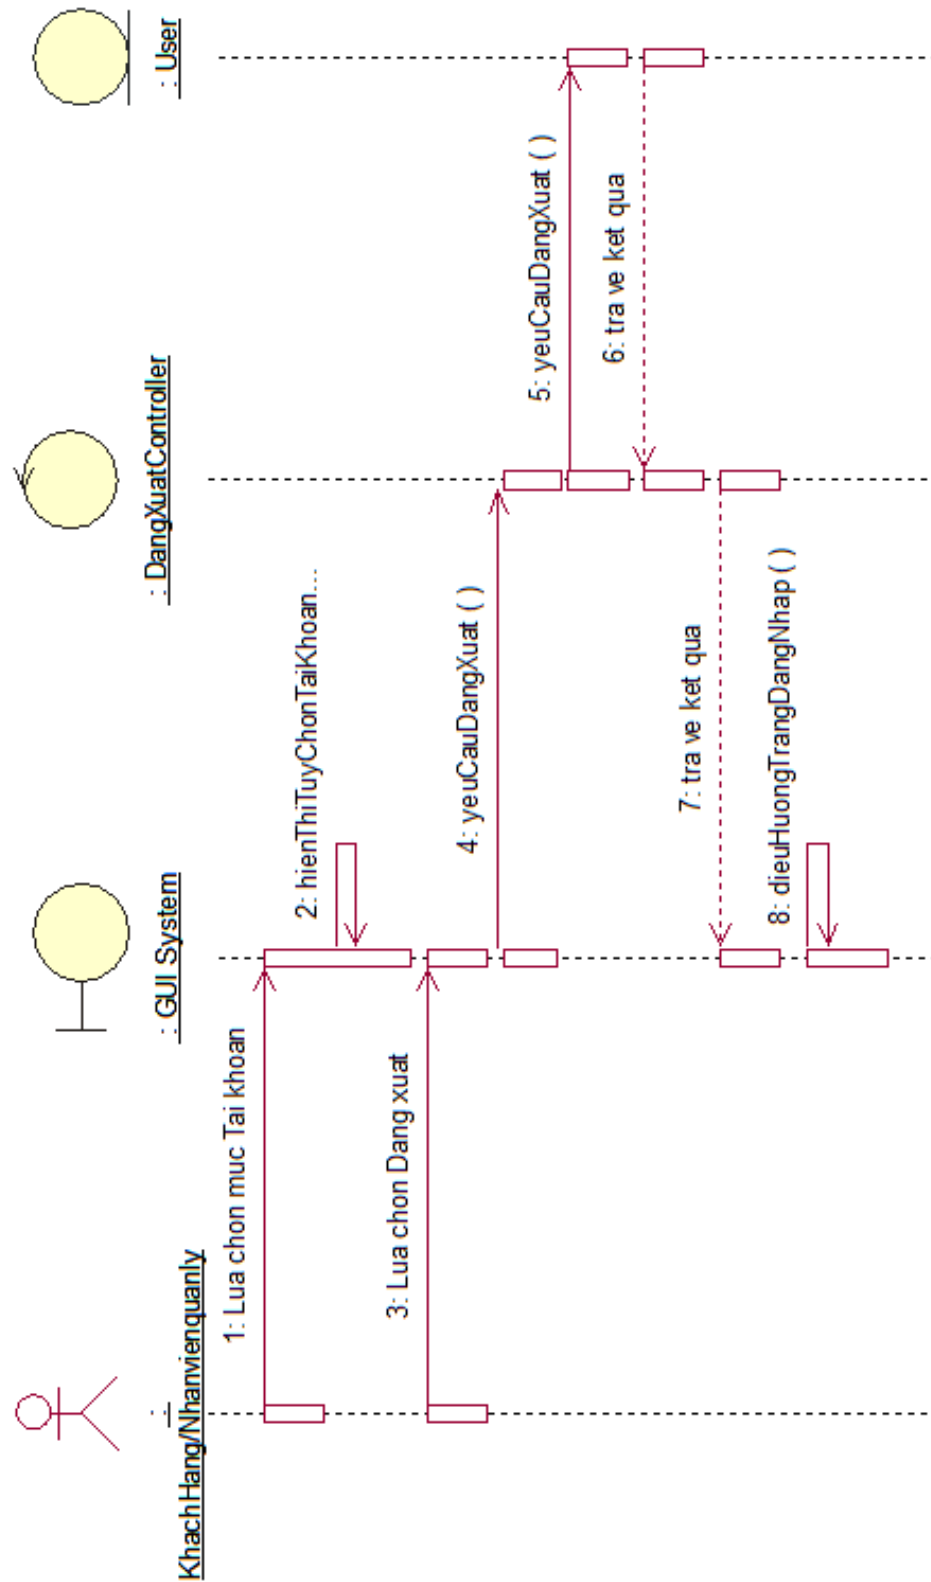 :
KhachHang/Nhanvienquanly
: GUI System
: DangXuatController
: User
1: Lua chon muc Tai khoan
2: hienThiTuyChonTaiKhoan...
3: Lua chon Dang xuat
4: yeuCauDangXuat ( )
5: yeuCauDangXuat ( )
6: tra ve ket qua
7: tra ve ket qua
8: dieuHuongTrangDangNhap ( )